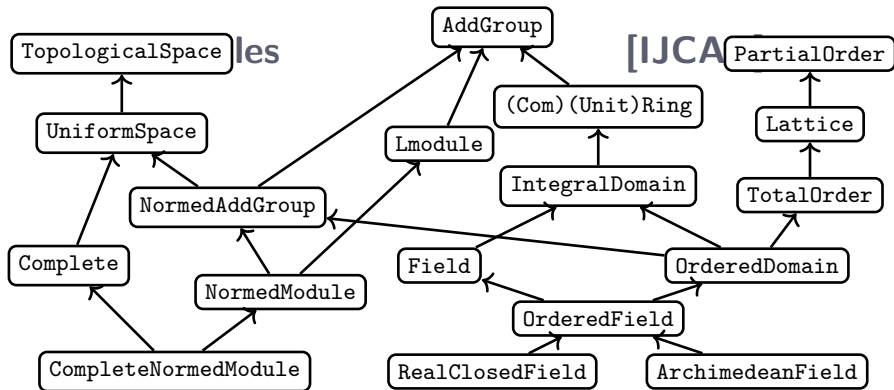 AddGroup
TopologicalSpace les [IJCA PartialOrder
(Com)(Unit)Ring
UniformSpace Lmodule Lattice
IntegralDomain TotalOrder
NormedAddGroup
Complete Field OrderedDomain
NormedModule
OrderedField
CompleteNormedModule RealClosedField ArchimedeanField